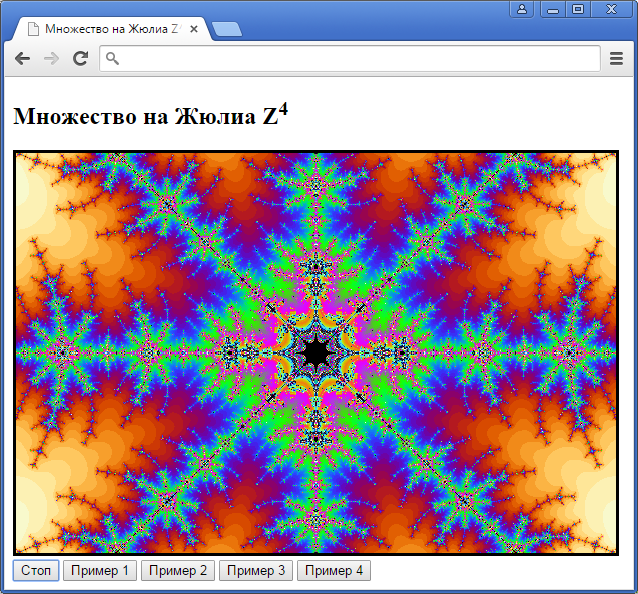 Множество на Жюлиа Z
Множество на Жюлиа Z⁴
Стоп Пример 1 Пример 2 Пример 3 Пример 4